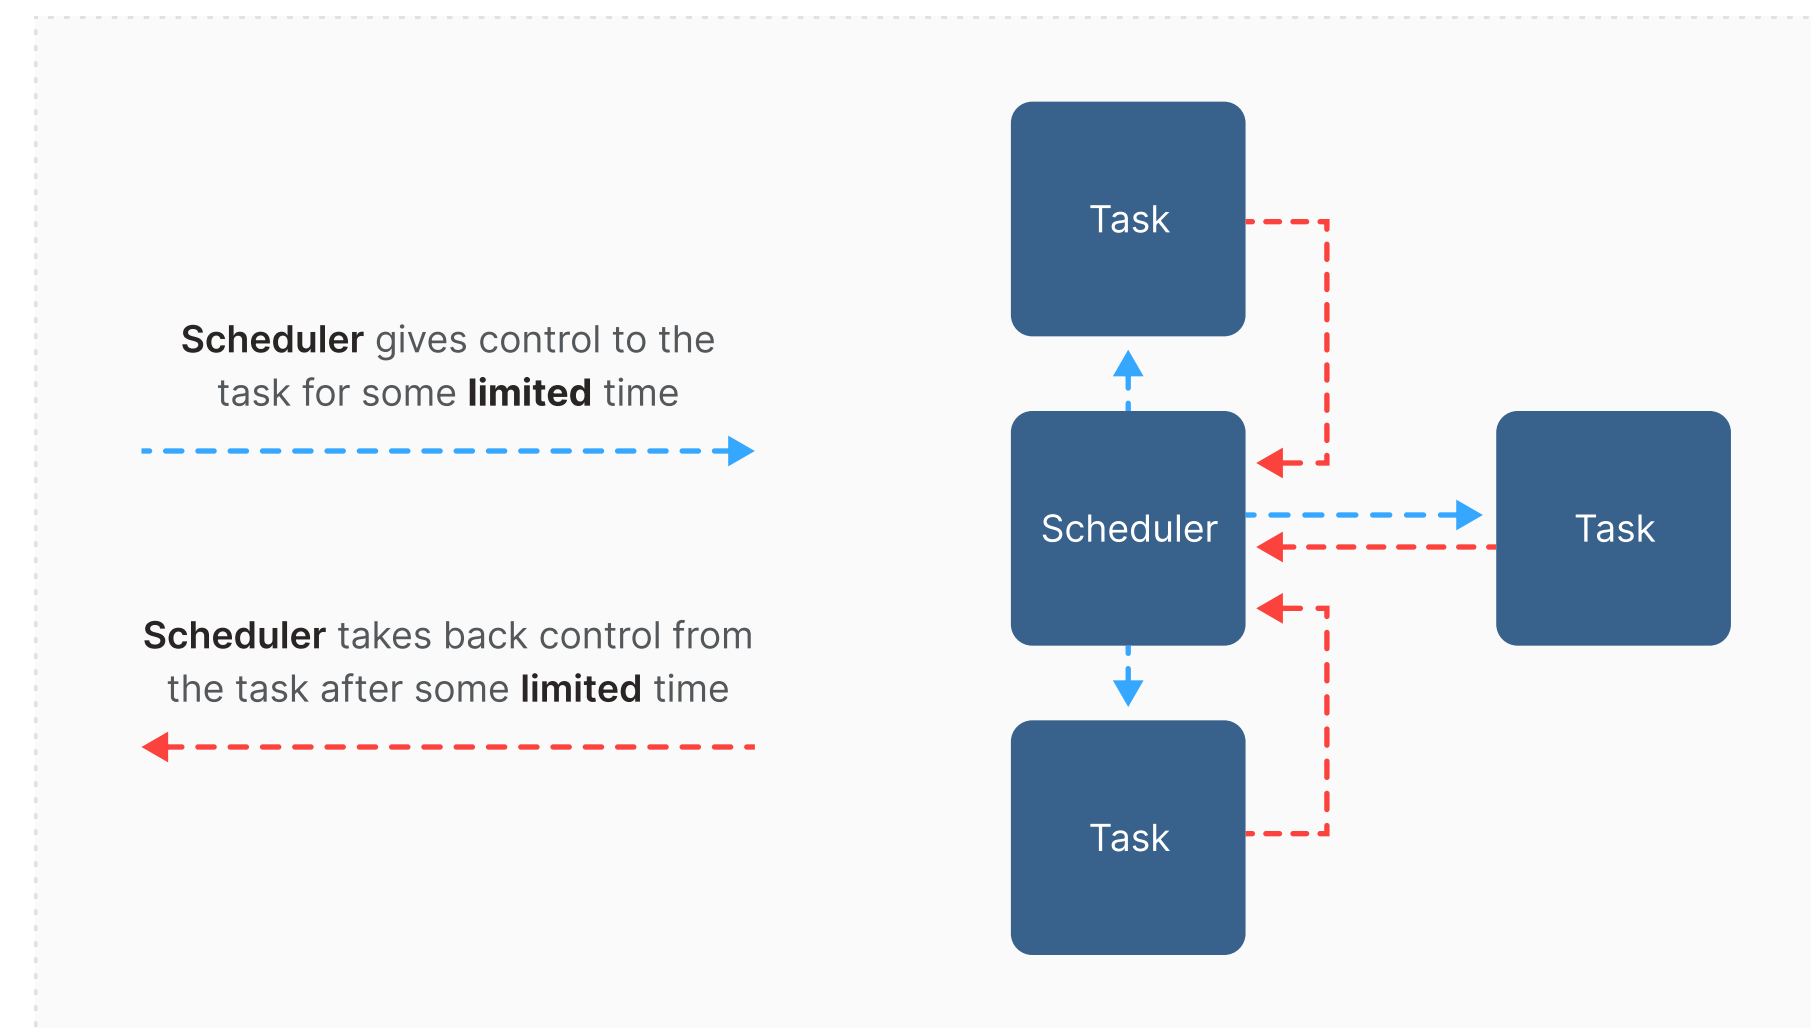 Scheduler gives control to the
task for some limited time
Scheduler takes back control from
the task after some limited time
Task
Scheduler
Task
Task